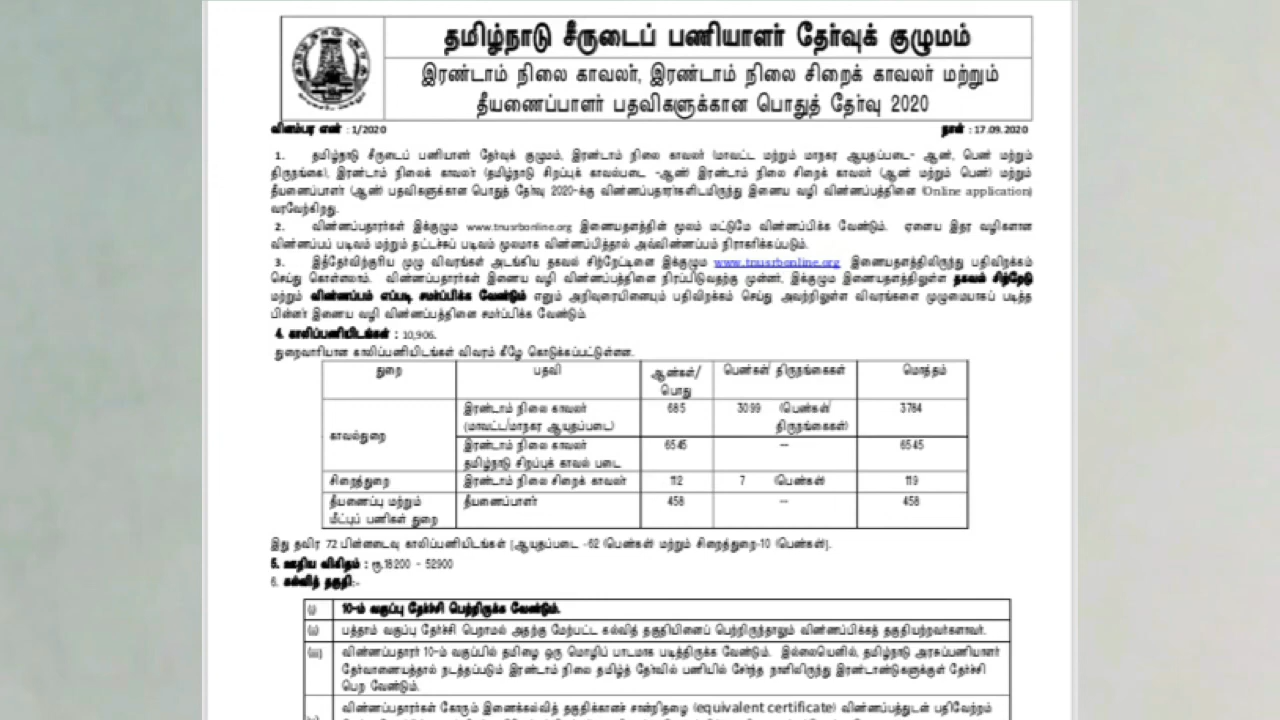 தமிழ்நாடு சீருடைப் பணியாளர் தேர்வுக் குழுமம்
இரண்டாம் நிலை காவலர், இரண்டாம் நிலை சிறைக் காவலர் மற்றும்
தீயணைப்பாளர் பதவிகளுக்கான பொதுத் தேர்வு 2020
விளம்பர எண் : 1/2020 நாள் : 17.09.2020
1. தமிழ்நாடு சீருடைப் பணியாளர் தேர்வுக் குழுமம், இரண்டாம் நிலை காவலர் (மாவட்ட மற்றும் மாநகர ஆயுதப்படை- ஆண், பெண் மற்றும்
திருநங்கை), இரண்டாம் நிலைக் காவலர் (தமிழ்நாடு சிறப்புக் காவல்படை -ஆண்) இரண்டாம் நிலை சிறைக் காவலர் (ஆண் மற்றும் பெண்) மற்றும்
தீயணைப்பாளர் (ஆண்) பதவிகளுக்கான பொதுத் தேர்வு 2020-க்கு விண்ணப்பதாரர்களிடமிருந்து இணைய வழி விண்ணப்பத்தினை (Online application)
வரவேற்கிறது.
2. விண்ணப்பதாரர்கள் இக்குழும www.tnusrbonline.org இணையதளத்தின் மூலம் மட்டுமே விண்ணப்பிக்க வேண்டும். ஏனைய இதர வழிகளான
விண்ணப்பப் படிவம் மற்றும் தட்டச்சுப் படிவம் மூலமாக விண்ணப்பித்தால் அவ்விண்ணப்பம் நிராகரிக்கப்படும்.
3. இத்தேர்விற்குரிய முழு விவரங்கள் அடங்கிய தகவல் சிற்றேட்டினை இக்குழும www.tnusrbonline.org இணையதளத்திலிருந்து பதிவிறக்கம்
செய்து கொள்ளலாம். விண்ணப்பதாரர்கள் இணைய வழி விண்ணப்பத்தினை நிரப்பிடுவதற்கு முன்னர், இக்குழும இணையதளத்திலுள்ள தகவல் சிற்றேடு
மற்றும் விண்ணப்பம் எப்படி சமர்ப்பிக்க வேண்டும் எனும் அறிவுரையினையும் பதிவிறக்கம் செய்து அவற்றிலுள்ள விவரங்களை முழுமையாகப் படித்த
பின்னர் இணைய வழி விண்ணப்பத்தினை சமர்ப்பிக்க வேண்டும்.
4. காலிப்பணியிடங்கள் : 10,906.
துறைவாரியான காலிப்பணியிடங்கள் விவரம் கீழே கொடுக்கப்பட்டுள்ளன.
துறை பதவி ஆண்கள்/ பெண்கள்/ திருநங்கைகள் மொத்தம்
பொது
இரண்டாம் நிலை காவலர் 685 3099 (பெண்கள்/ 3784
(மாவட்ட/மாநகர ஆயுதப்படை) திருநங்கைகள்)
காவல்துறை
இரண்டாம் நிலை காவலர் 6545 -- 6545
தமிழ்நாடு சிறப்புக் காவல் படை
சிறைத்துறை இரண்டாம் நிலை சிறைக் காவலர் 112 7 (பெண்கள்) 119
தீயணைப்பு மற்றும் தீயணைப்பாளர் 458 -- 458
மீட்புப் பணிகள் துறை
இது தவிர 72 பின்னடைவு காலிப்பணியிடங்கள் [ஆயுதப்படை -62 (பெண்கள்) மற்றும் சிறைத்துறை-10 (பெண்கள்)].
5. ஊதிய விகிதம் : ரூ.18200 - 52900
6. கல்வித் தகுதி:-
(i) 10-ம் வகுப்பு தேர்ச்சி பெற்றிருக்க வேண்டும்.
(ii) பத்தாம் வகுப்பு தேர்ச்சி பெறாமல் அதற்கு மேற்பட்ட கல்வித் தகுதியினைப் பெற்றிருந்தாலும் விண்ணப்பிக்கத் தகுதியற்றவர்களாவர்.
(iii) விண்ணப்பதாரர் 10-ம் வகுப்பில் தமிழை ஒரு மொழிப் பாடமாக படித்திருக்க வேண்டும். இல்லையெனில், தமிழ்நாடு அரசுப்பணியாளர்
தேர்வாணையத்தால் நடத்தப்படும் இரண்டாம் நிலை தமிழ்த் தேர்வில் பணியில் சேர்ந்த நாளிலிருந்து இரண்டாண்டுகளுக்குள் தேர்ச்சி
பெற வேண்டும்.
விண்ணப்பதாரர்கள் கோரும் இணைக்கல்வித் தகுதிக்கானச் சான்றிதழை (equivalent certificate) விண்ணப்பத்துடன் பதிவேற்றம்